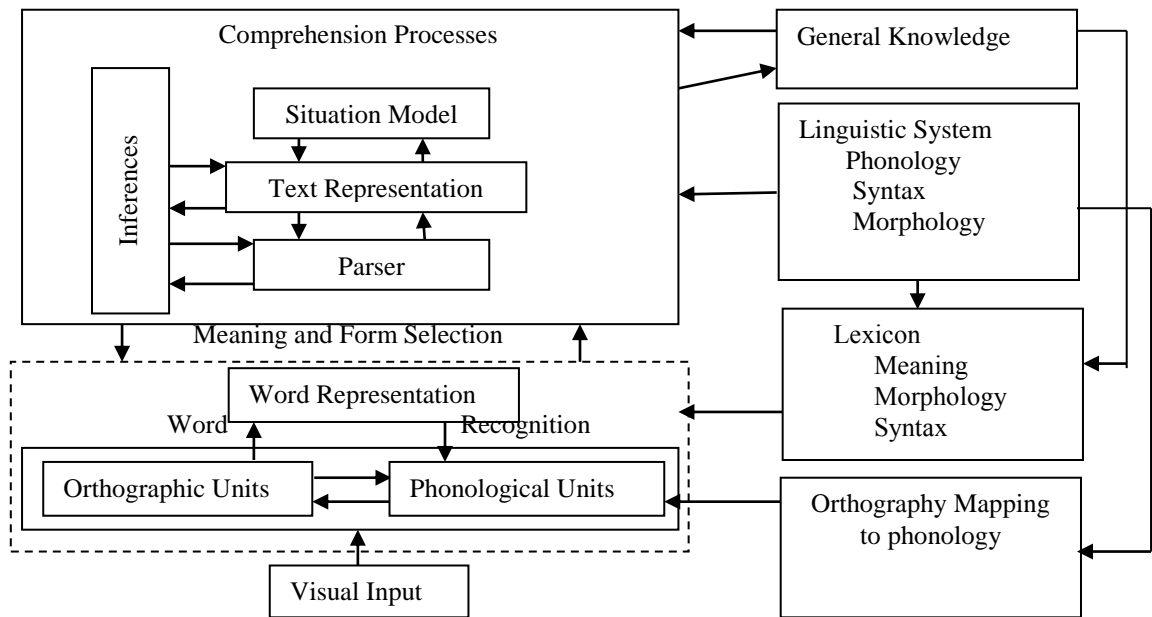 Comprehension Processes
Inferences
Situation Model
Text Representation
Parser
Meaning and Form Selection
Word Representation
Word Recognition
Orthographic Units
Phonological Units
Visual Input
General Knowledge
Linguistic System
Phonology
Syntax
Morphology
Lexicon
Meaning
Morphology
Syntax
Orthography Mapping
to phonology